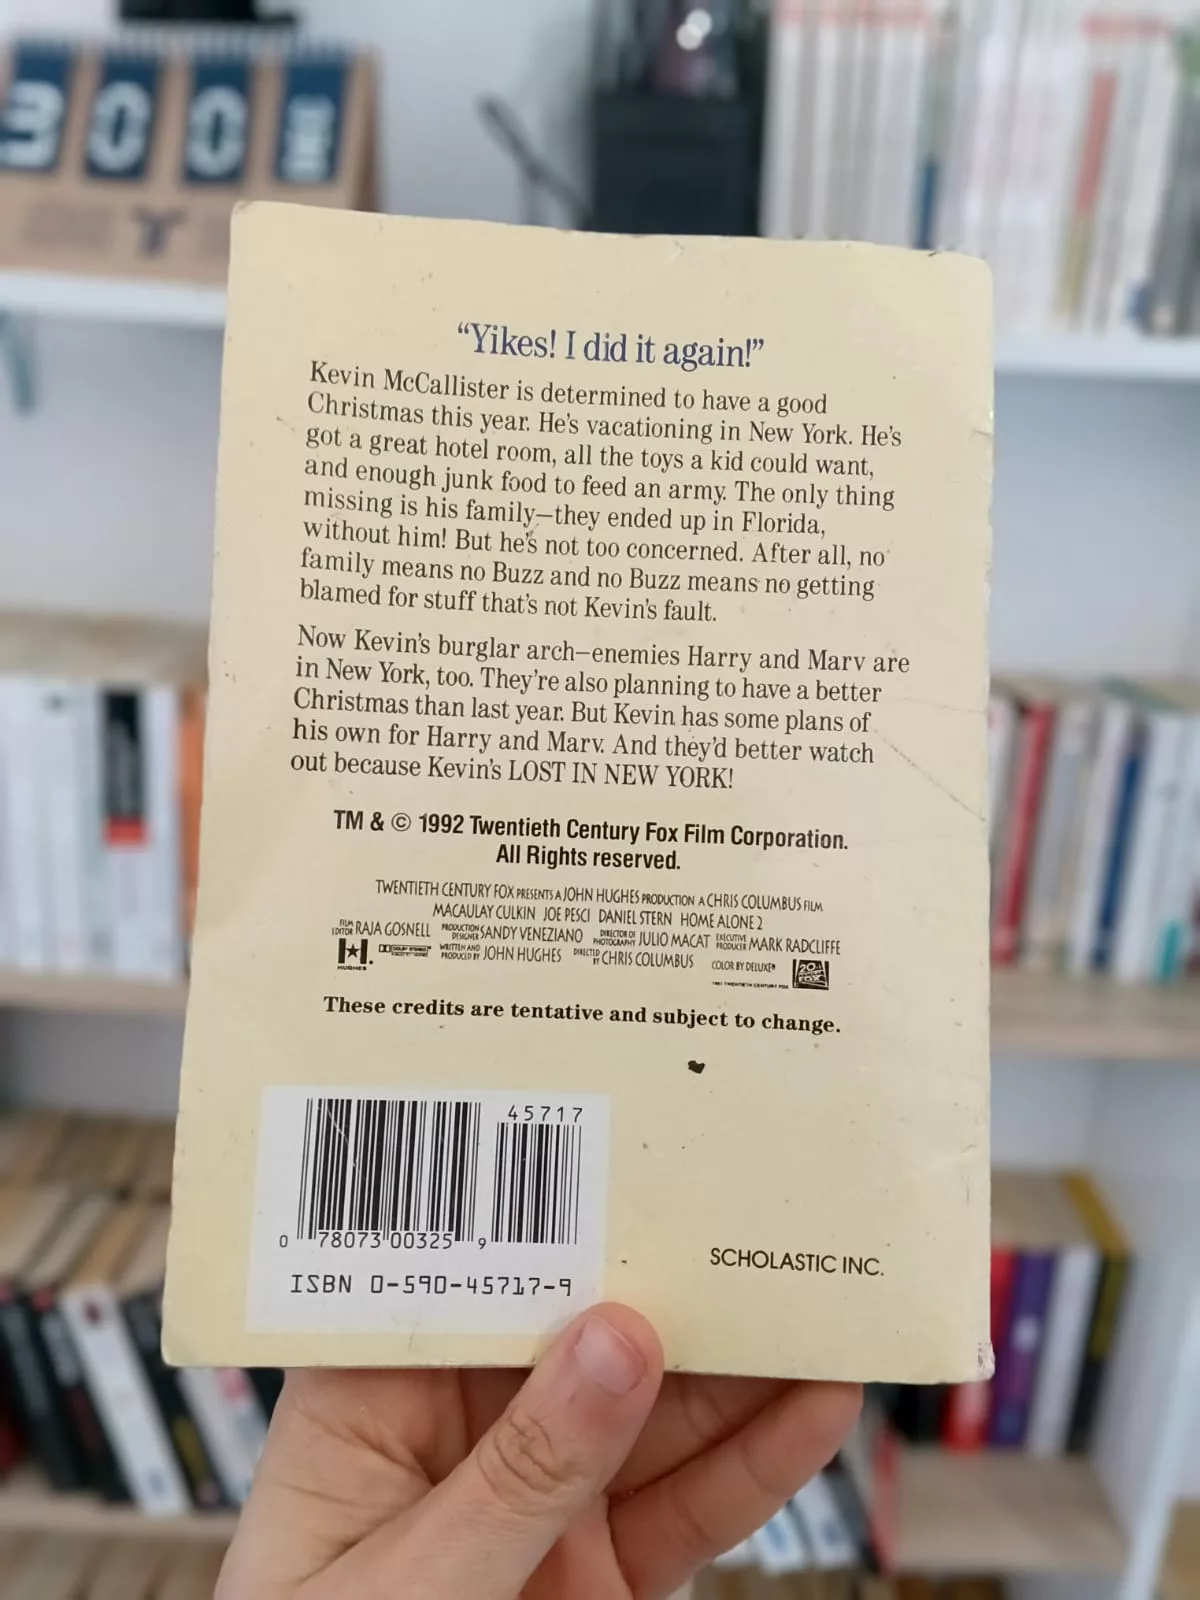 300
"Yikes! I did it again!"
Kevin McCallister is determined to have a good
Christmas this year. He's vacationing in New York. He's
got a great hotel room, all the toys a kid could want,
and enough junk food to feed an army. The only thing
missing is his family—they ended up in Florida,
without him! But he's not too concerned. After all, no
family means no Buzz and no Buzz means no getting
blamed for stuff that's not Kevin's fault.
Now Kevin's burglar arch–enemies Harry and Marv are
in New York, too. They're also planning to have a better
Christmas than last year. But Kevin has some plans of
his own for Harry and Marv. And they'd better watch
out because Kevin's LOST IN NEW YORK!
TM & © 1992 Twentieth Century Fox Film Corporation.
All Rights reserved.
TWENTIETH CENTURY FOX PRESENTS A JOHN HUGHES PRODUCTION A CHRIS COLUMBUS FILM
MACAULAY CULKIN JOE PESCI DANIEL STERN HOME ALONE 2
FILM EDITOR RAJA GOSNELL PRODUCTION DESIGNER SANDY VENEZIANO DIRECTOR OF PHOTOGRAPHY JULIO MACAT EXECUTIVE PRODUCER MARK RADCLIFFE
HUGHES DOLBY STEREO WRITTEN AND PRODUCED BY JOHN HUGHES DIRECTED BY CHRIS COLUMBUS COLOR BY DELUXE® 20th CENTURY FOX
These credits are tentative and subject to change.
45717
0 78073 00325 9
ISBN 0-590-45717-9
SCHOLASTIC INC.